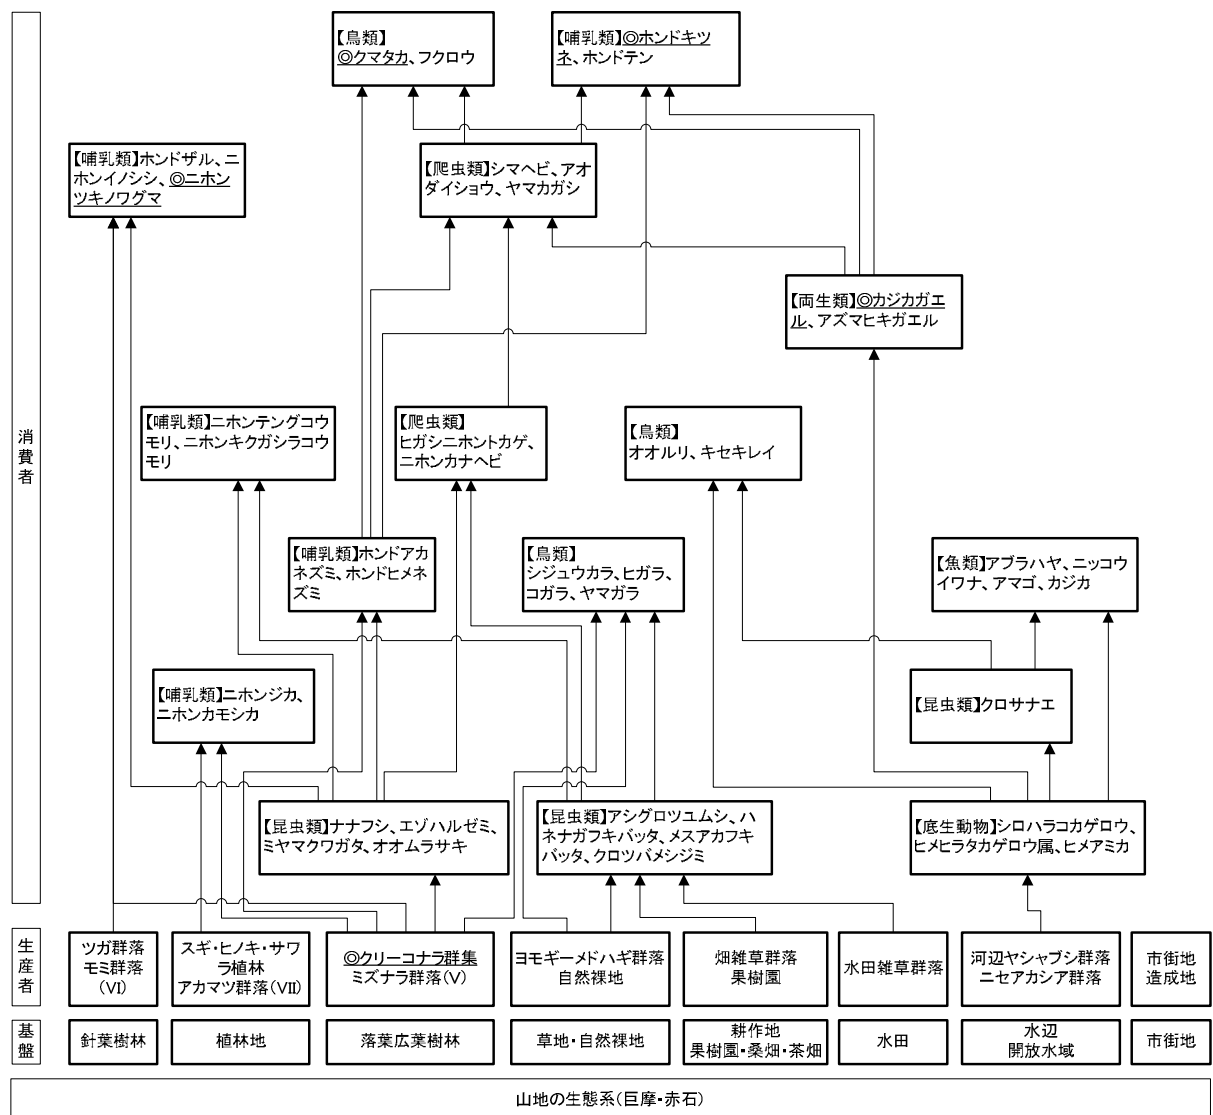 【鳥類】
◎クマタカ、フクロウ
【哺乳類】◎ホンドキツ
ネ、ホンドテン
【哺乳類】ホンドザル、ニ
ホンイノシシ、◎ニホン
ツキノワグマ
【爬虫類】シマヘビ、アオ
ダイショウ、ヤマカガシ
【両生類】◎カジカガエ
ル、アズマヒキガエル
消費者
【哺乳類】ニホンテングコウ
モリ、ニホンキクガシラコウ
モリ
【爬虫類】
ヒガシニホントカゲ、
ニホンカナヘビ
【鳥類】
オオルリ、キセキレイ
【哺乳類】ホンドアカ
ネズミ、ホンドヒメネ
ズミ
【鳥類】
シジュウカラ、ヒガラ、
コガラ、ヤマガラ
【魚類】アブラハヤ、ニッコウ
イワナ、アマゴ、カジカ
【哺乳類】ニホンジカ、
ニホンカモシカ
【昆虫類】クロサナエ
【昆虫類】ナナフシ、エゾハルゼミ、
ミヤマクワガタ、オオムラサキ
【昆虫類】アシグロツユムシ、ハ
ネナガフキバッタ、メスアカフキ
バッタ、クロツバメシジミ
【底生動物】シロハラコカゲロウ、
ヒメヒラタカゲロウ属、ヒメアミカ
生産者
ツガ群落
モミ群落
(Ⅵ)
スギ・ヒノキ・サワ
ラ植林
アカマツ群落(Ⅶ)
◎クリーコナラ群集
ミズナラ群落(Ⅴ)
ヨモギーメドハギ群落
自然裸地
畑雑草群落
果樹園
水田雑草群落
河辺ヤシャブシ群落
ニセアカシア群落
市街地
造成地
基盤
針葉樹林
植林地
落葉広葉樹林
草地・自然裸地
耕作地
果樹園・桑畑・茶畑
水田
水辺
開放水域
市街地
山地の生態系(巨摩・赤石)